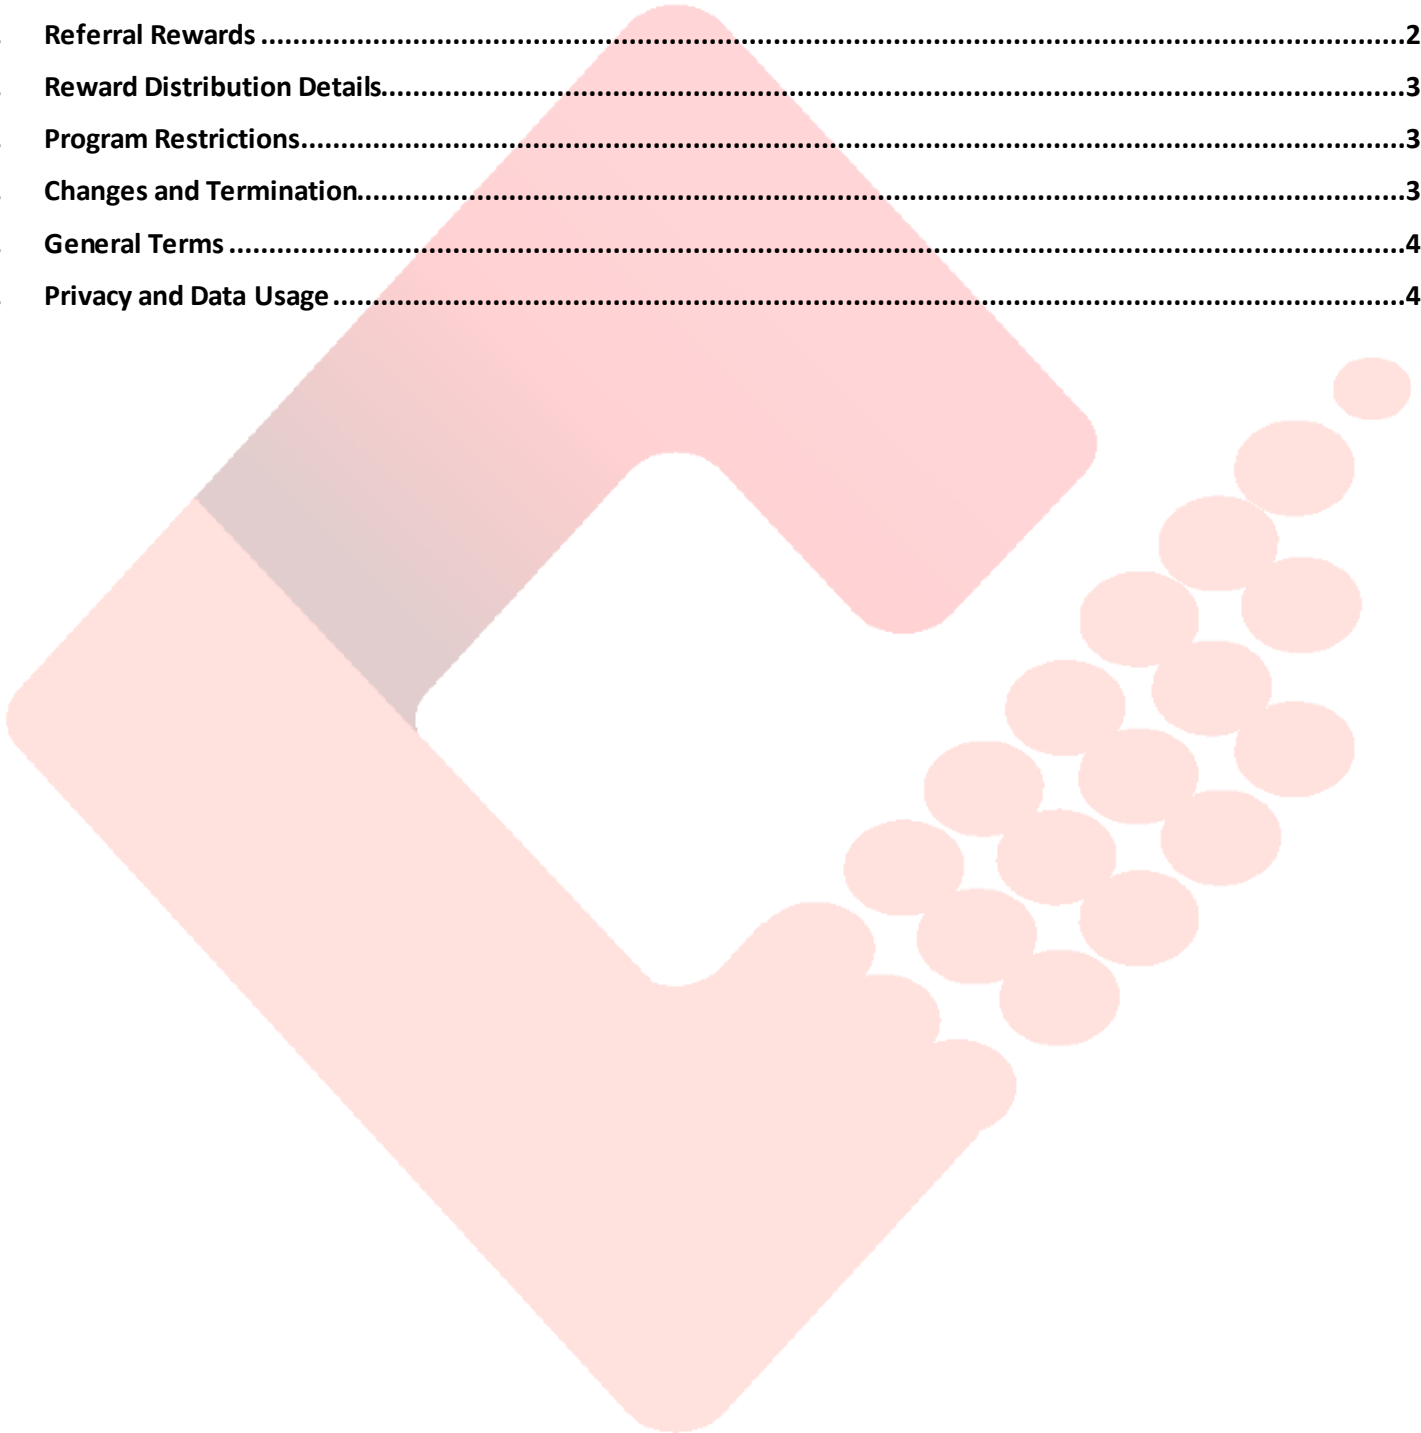 . Referral Rewards ........................................................................................................................................................2
. Reward Distribution Details........................................................................................................................................3
. Program Restrictions...................................................................................................................................................3
. Changes and Termination...........................................................................................................................................3
. General Terms ............................................................................................................................................................4
. Privacy and Data Usage ..............................................................................................................................................4